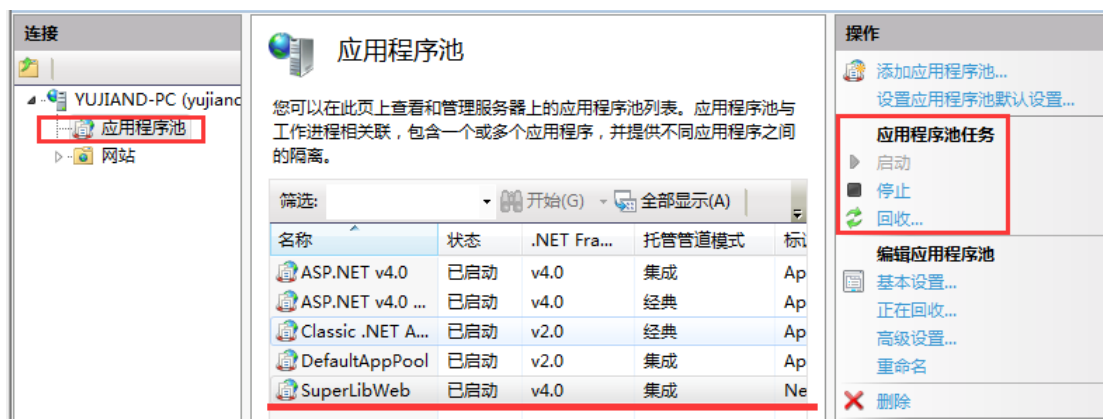 连接
YUJIAND-PC (yujianc
应用程序池
网站
应用程序池
您可以在此页上查看和管理服务器上的应用程序池列表。应用程序池与
工作进程相关联，包含一个或多个应用程序，并提供不同应用程序之间
的隔离。
筛选: 开始(G) 全部显示(A)
名称 状态 .NET Fra... 托管管道模式 标识
ASP.NET v4.0 已启动 v4.0 集成 Ap
ASP.NET v4.0 ... 已启动 v4.0 经典 Ap
Classic .NET A... 已启动 v2.0 经典 Ap
DefaultAppPool 已启动 v2.0 集成 Ap
SuperLibWeb 已启动 v4.0 集成 Ne
操作
添加应用程序池...
设置应用程序池默认设置...
应用程序池任务
启动
停止
回收...
编辑应用程序池
基本设置...
正在回收...
高级设置...
重命名
删除